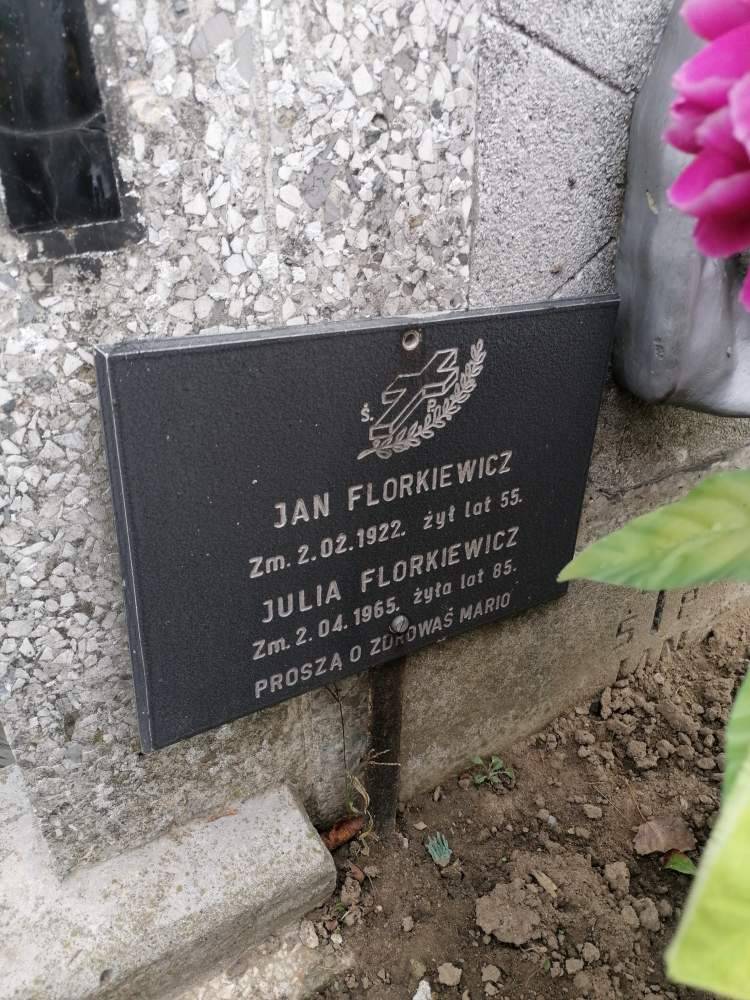 Ś. P.
JAN FLORKIEWICZ
Zm. 2.02.1922. żył lat 55.
JULIA FLORKIEWICZ
Zm. 2.04.1965. żyła lat 85.
PROSZĄ O ZDROWAŚ MARIO